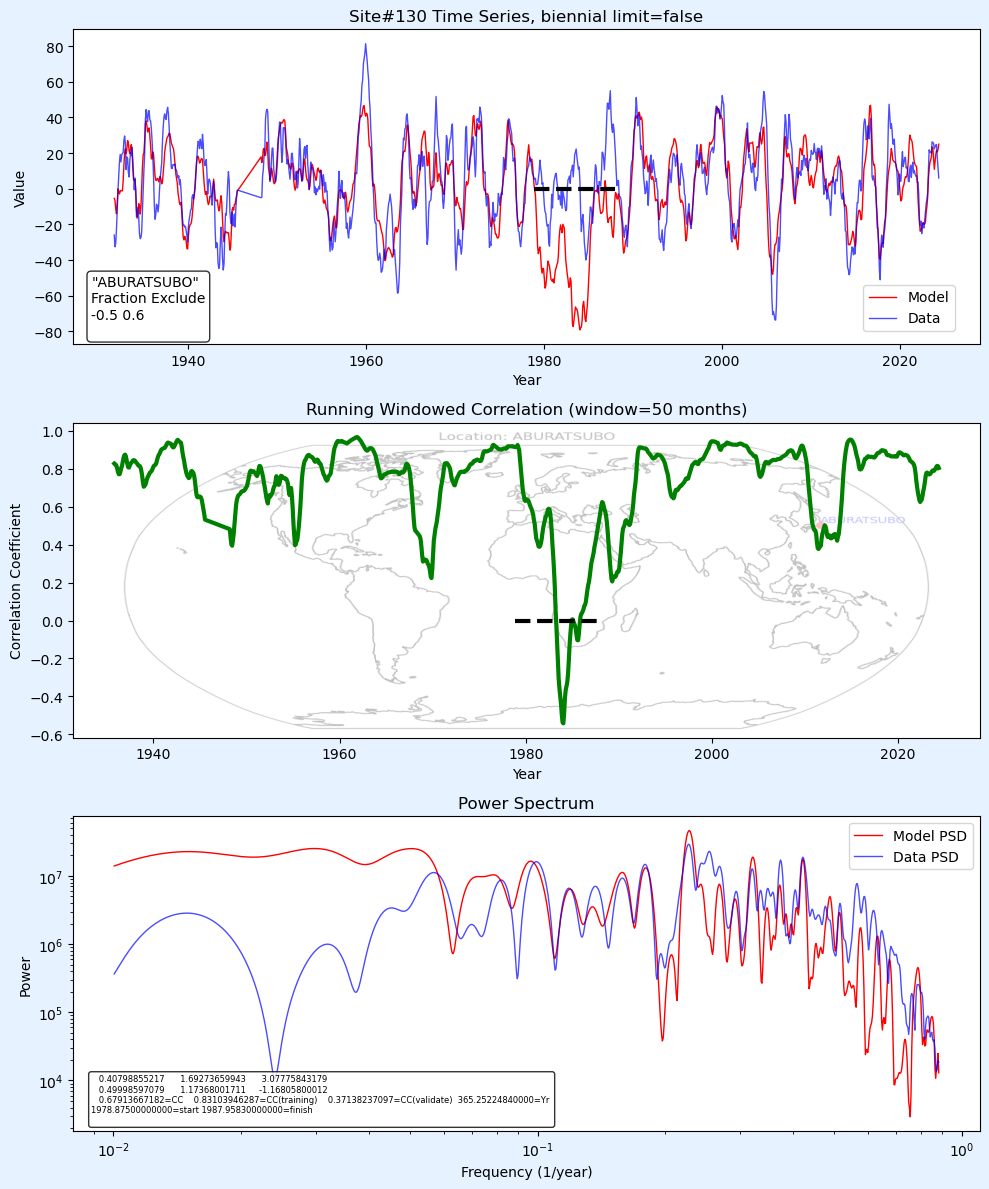 Site#130 Time Series, biennial limit=false
80
60
40
20
0
−20
−40
−60
−80
Value
"ABURATSUBO"
Fraction Exclude
-0.5 0.6
Model
Data
1940
1960
1980
2000
2020
Year
Running Windowed Correlation (window=50 months)
Location: ABURATSUBO
ABURATSUBO
1.0
0.8
0.6
0.4
0.2
0.0
−0.2
−0.4
−0.6
Correlation Coefficient
1940
1960
1980
2000
2020
Year
Power Spectrum
Model PSD
Data PSD
10⁷
10⁶
10⁵
10⁴
Power
0.40798855217 1.69273659943 3.07775843179
0.49998597079 1.17368001711 -1.16805800012
0.67913667182=CC 0.83103946287=CC(training) 0.37138237097=CC(validate) 365.25224840000=Yr
1978.87500000000=start 1987.95830000000=finish
10⁻²
10⁻¹
10⁰
Frequency (1/year)